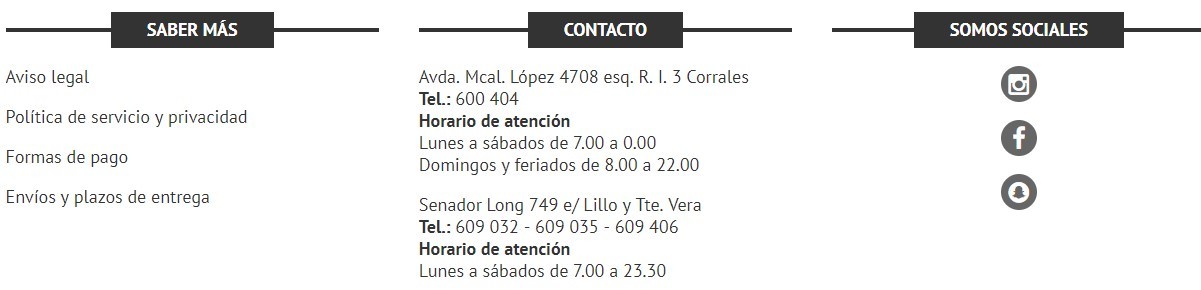 SABER MÁS
Aviso legal
Política de servicio y privacidad
Formas de pago
Envíos y plazos de entrega
CONTACTO
Avda. Mcal. López 4708 esq. R. I. 3 Corrales
Tel.: 600 404
Horario de atención
Lunes a sábados de 7.00 a 0.00
Domingos y feriados de 8.00 a 22.00
Senador Long 749 e/ Lillo y Tte. Vera
Tel.: 609 032 - 609 035 - 609 406
Horario de atención
Lunes a sábados de 7.00 a 23.30
SOMOS SOCIALES